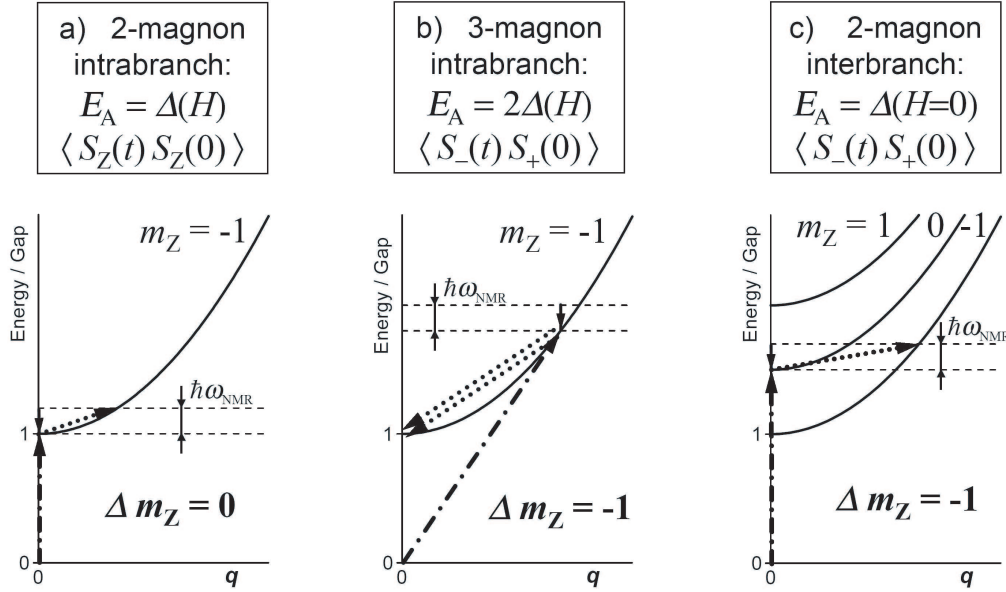 a) 2-magnon
intrabranch:
E_A = Δ(H)
⟨ S_Z(t) S_Z(0) ⟩
b) 3-magnon
intrabranch:
E_A = 2Δ(H)
⟨ S_–(t) S_+(0) ⟩
c) 2-magnon
interbranch:
E_A = Δ(H=0)
⟨ S_–(t) S_+(0) ⟩
Energy / Gap
m_Z = -1
ħω_NMR
1
Δ m_Z = 0
0
0
q
Energy / Gap
m_Z = -1
ħω_NMR
1
Δ m_Z = -1
0
0
q
Energy / Gap
m_Z = 1 0 -1
ħω_NMR
1
Δ m_Z = -1
0
0
q